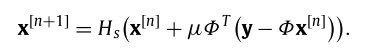 𝐱^{[n+1]} = H_s(𝐱^{[n]} + μΦ^T(𝐲 − Φ𝐱^{[n]})).